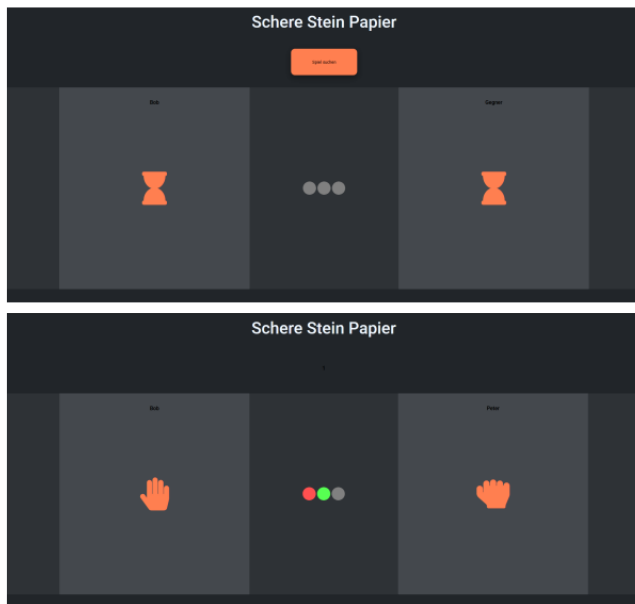 Schere Stein Papier
Spiel suchen
Bob
Gegner
Schere Stein Papier
Bob
Peter